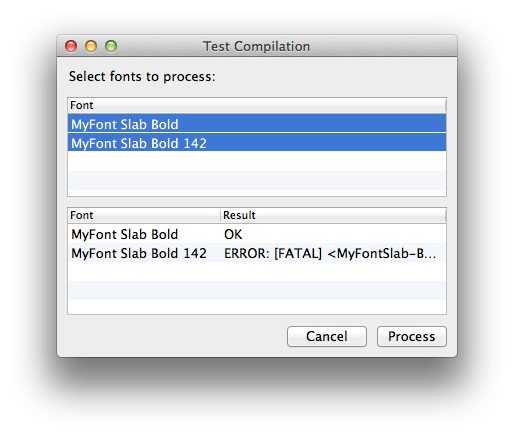 Test Compilation
Select fonts to process:
Font
MyFont Slab Bold
MyFont Slab Bold 142
Font Result
MyFont Slab Bold OK
MyFont Slab Bold 142 ERROR: [FATAL] <MyFontSlab-B...
Cancel Process